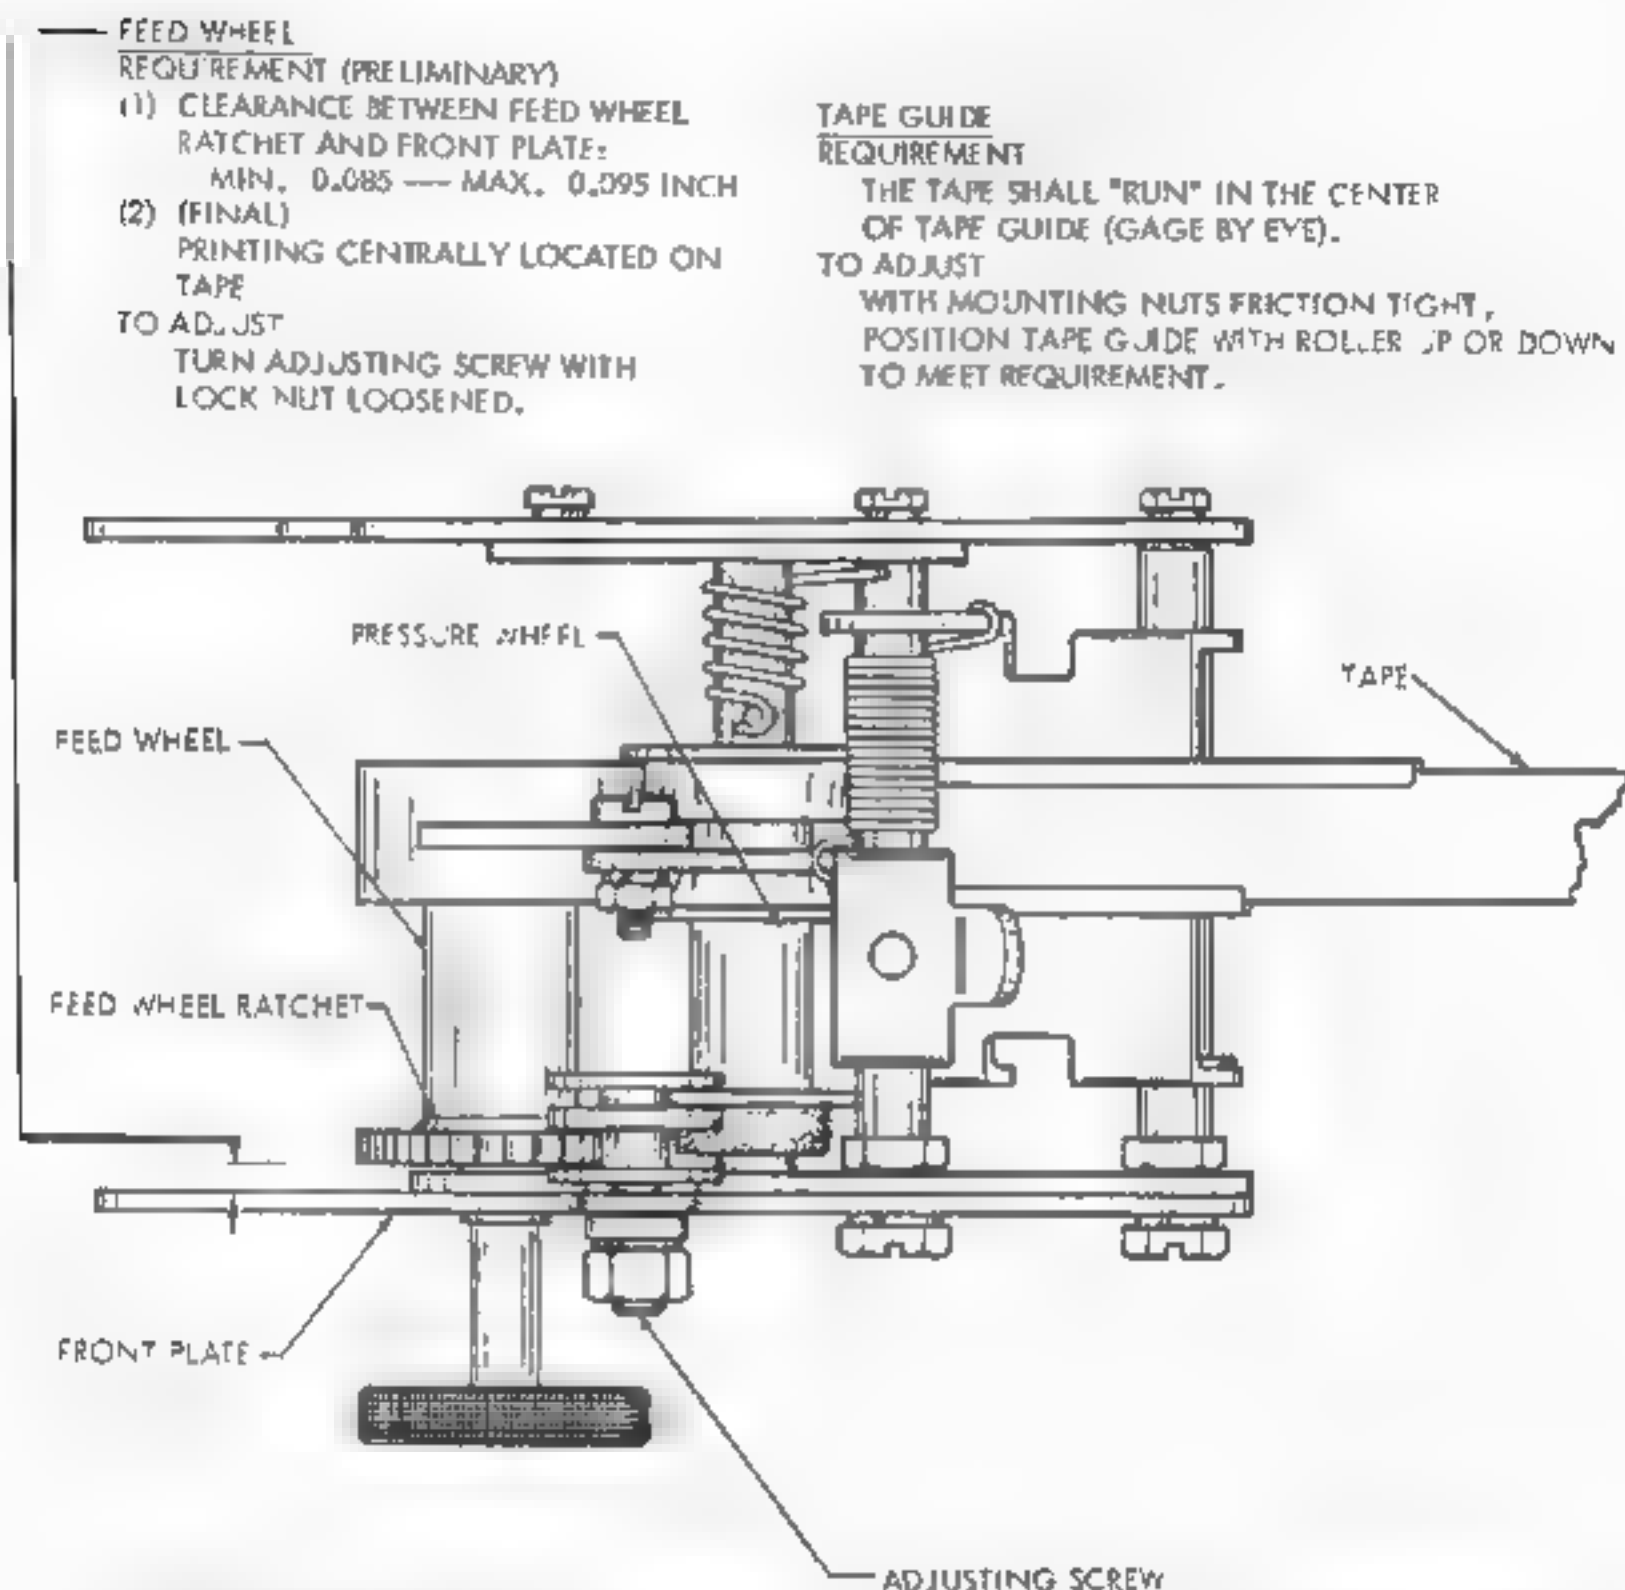 FEED WHEEL
REQUIREMENT (PRELIMINARY)
(1) CLEARANCE BETWEEN FEED WHEEL
RATCHET AND FRONT PLATE:
MIN. 0.085 — MAX. 0.095 INCH
(2) (FINAL)
PRINTING CENTRALLY LOCATED ON
TAPE
TO ADJUST
TURN ADJUSTING SCREW WITH
LOCK NUT LOOSENED.
TAPE GUIDE
REQUIREMENT
THE TAPE SHALL "RUN" IN THE CENTER
OF TAPE GUIDE (GAGE BY EYE).
TO ADJUST
WITH MOUNTING NUTS FRICTION TIGHT,
POSITION TAPE GUIDE WITH ROLLER UP OR DOWN
TO MEET REQUIREMENT.
PRESSURE WHEEL
TAPE
FEED WHEEL
FEED WHEEL RATCHET
FRONT PLATE
ADJUSTING SCREW